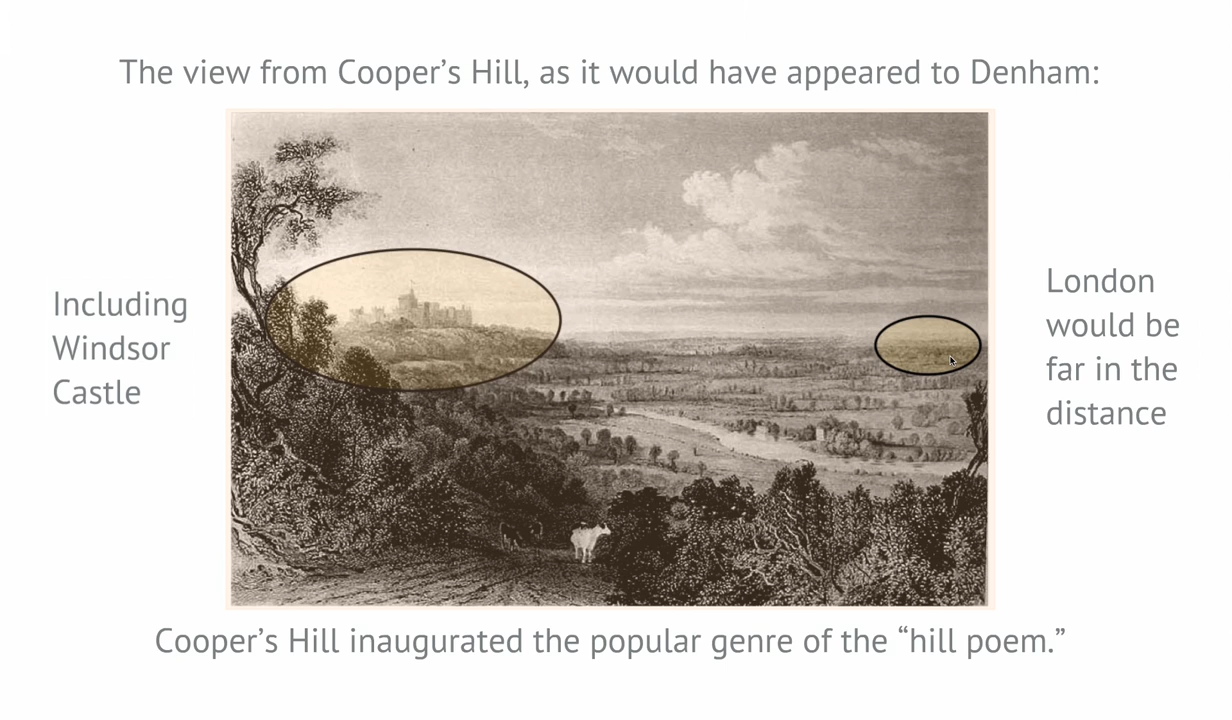 The view from Cooper’s Hill, as it would have appeared to Denham:
Including
Windsor
Castle
London
would be
far in the
distance
Cooper’s Hill inaugurated the popular genre of the “hill poem.”